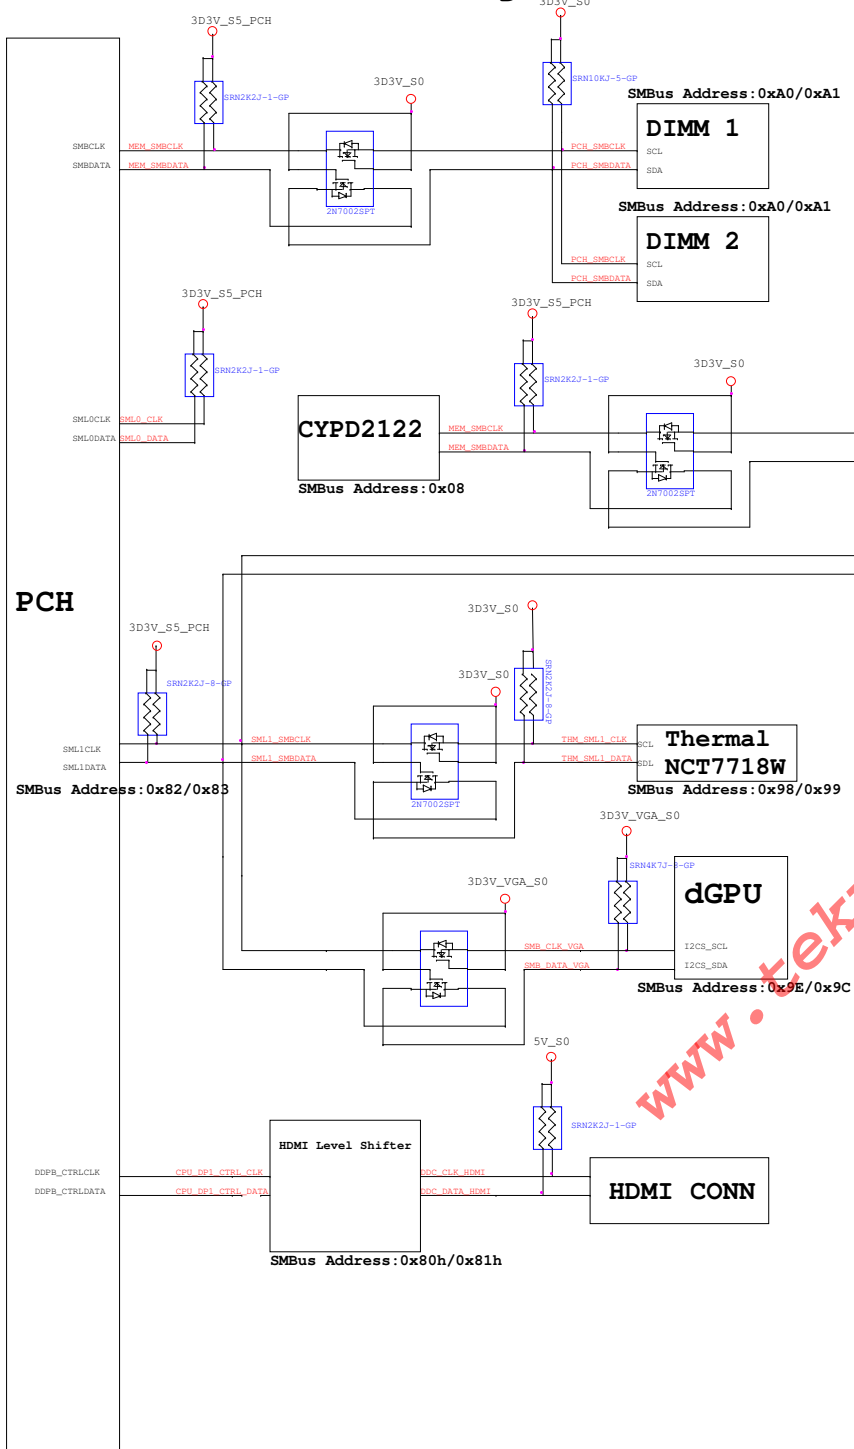 3D3V_S5_PCH
3D3V_S0
SRN2K2J-1-GP
3D3V_S0
SRN10KJ-5-GP
SMBus Address:0xA0/0xA1
DIMM 1
SMBCLK
MEM_SMBCLK
PCH_SMBCLK
SCL
SMBDATA
MEM_SMBDATA
PCH_SMBDATA
SDA
2N7002SPT
SMBus Address:0xA0/0xA1
DIMM 2
PCH_SMBCLK
SCL
PCH_SMBDATA
SDA
3D3V_S5_PCH
3D3V_S5_PCH
SRN2K2J-1-GP
SRN2K2J-1-GP
3D3V_S0
SML0CLK
SML0_CLK
SML0DATA
SML0_DATA
CYPD2122
MEM_SMBCLK
MEM_SMBDATA
2N7002SPT
SMBus Address:0x08
PCH
3D3V_S5_PCH
3D3V_S0
SRN2K2J-8-GP
3D3V_S0
SRN2K2J-8-GP
SML1CLK
SML1_SMBCLK
THM_SML1_CLK
SCL
Thermal
NCT7718W
SML1DATA
SML1_SMBDATA
THM_SML1_DATA
SDL
SMBus Address:0x82/0x83
2N7002SPT
SMBus Address:0x98/0x99
3D3V_VGA_S0
SRN4K7J-8-GP
3D3V_VGA_S0
dGPU
SMB_CLK_VGA
I2CS_SCL
SMB_DATA_VGA
I2CS_SDA
SMBus Address:0x9E/0x9C
5V_S0
SRN2K2J-1-GP
HDMI Level Shifter
DDPB_CTRLCLK
CPU_DP1_CTRL_CLK
DDC_CLK_HDMI
DDPB_CTRLDATA
CPU_DP1_CTRL_DATA
DDC_DATA_HDMI
HDMI CONN
SMBus Address:0x80h/0x81h